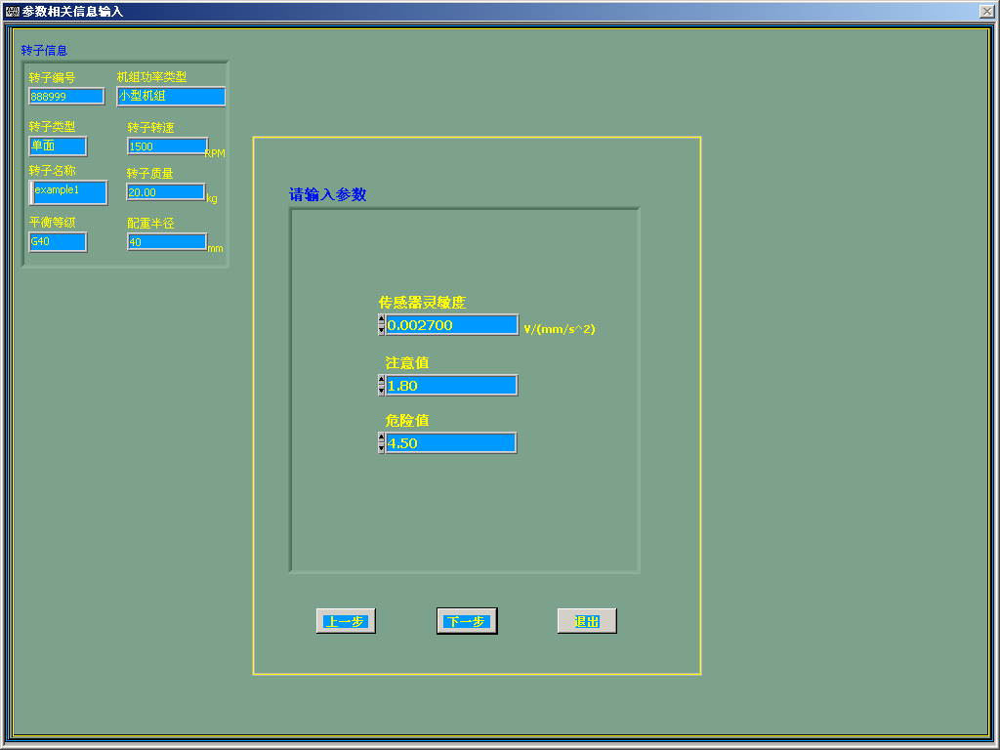 参数相关信息输入
转子信息
转子编号 机组功率类型
888999 小型机组
转子类型 转子转速
单面 1500 RPM
转子名称 转子质量
example1 20.00 kg
平衡等级 配重半径
G40 40 mm
请输入参数
传感器灵敏度
0.002700 V/(mm/s^2)
注意值
1.80
危险值
4.50
上一步 下一步 退出